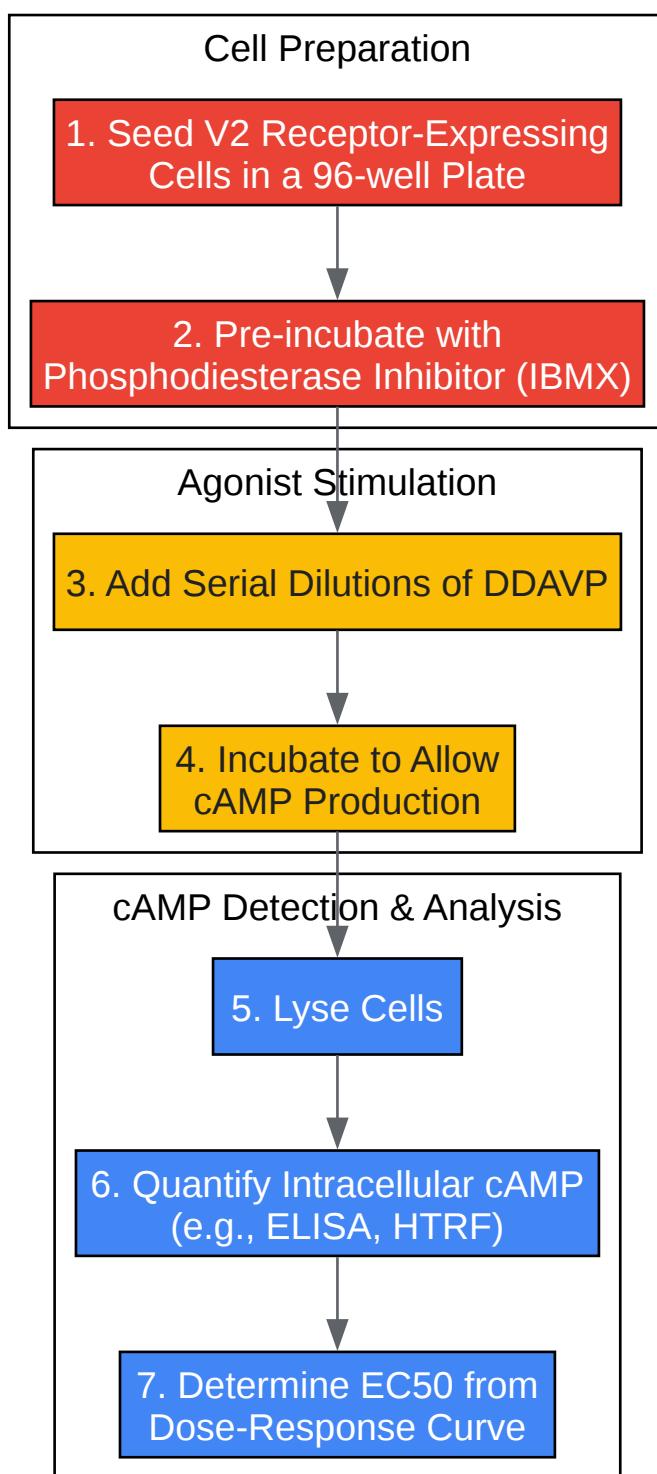 Cell Preparation
1. Seed V2 Receptor-Expressing
Cells in a 96-well Plate
2. Pre-incubate with
Phosphodiesterase Inhibitor (IBMX)
Agonist Stimulation
3. Add Serial Dilutions of DDAVP
4. Incubate to Allow
cAMP Production
cAMP Detection & Analysis
5. Lyse Cells
6. Quantify Intracellular cAMP
(e.g., ELISA, HTRF)
7. Determine EC50 from
Dose-Response Curve